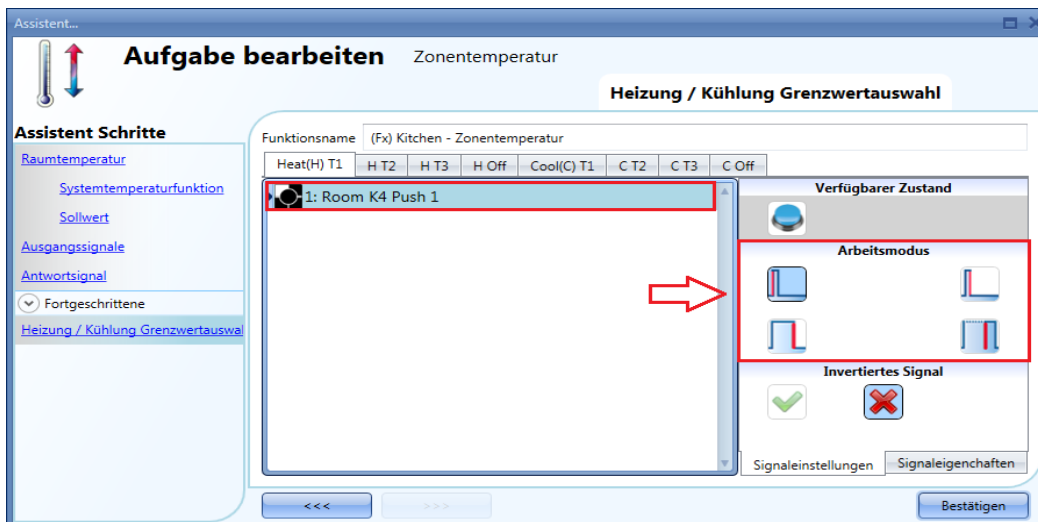 Assistent...
Aufgabe bearbeiten Zonentemperatur
Heizung / Kühlung Grenzwertauswahl
Assistent Schritte
Raumtemperatur
Systemtemperaturfunktion
Sollwert
Ausgangssignale
Antwortsignal
Fortgeschrittene
Heizung / Kühlung Grenzwertauswal
Funktionsname (Fx) Kitchen - Zonentemperatur
Heat(H) T1 H T2 H T3 H Off Cool(C) T1 C T2 C T3 C Off
1: Room K4 Push 1
Verfügbarer Zustand
Arbeitsmodus
Invertiertes Signal
Signaleinstellungen Signaleigenchaften
<<< >>> Bestätigen